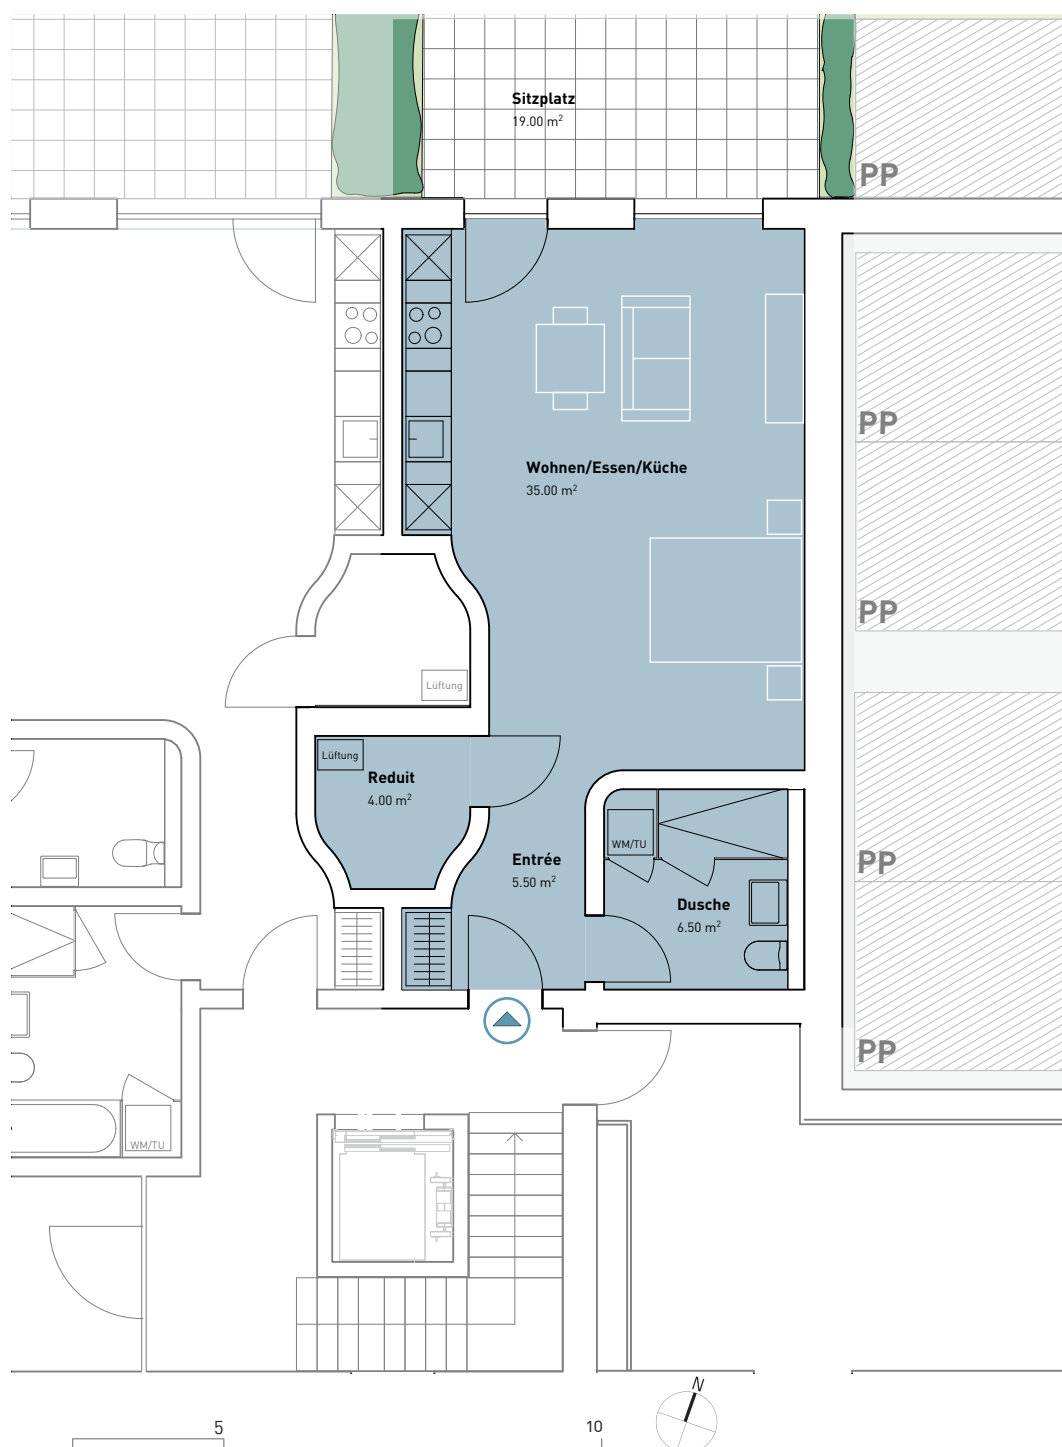 Sitzplatz
19.00 m²
PP
PP
Wohnen/Essen/Küche
35.00 m²
PP
Lüftung
Lüftung
Reduit
4.00 m²
WM/TU
Entrée
5.50 m²
PP
Dusche
6.50 m²
PP
WM/TU
N
5
10